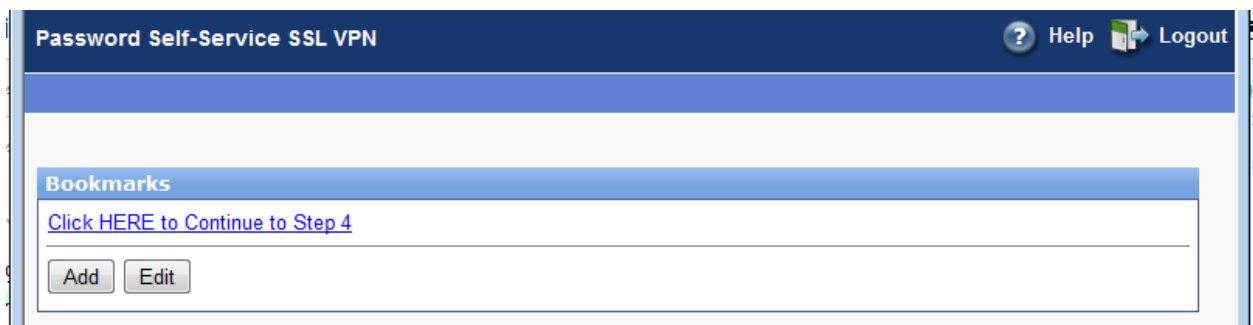 Password Self-Service SSL VPN
Help Logout
Bookmarks
Click HERE to Continue to Step 4
Add Edit